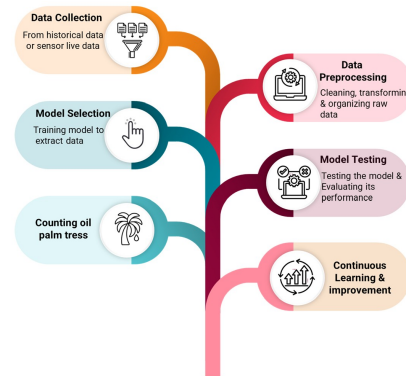 Data Collection
From historical data
or sensor live data
Data
Preprocessing
Cleaning, transformin
& organizing raw
data
Model Selection
Training model to
extract data
Model Testing
Testing the model &
Evaluating its
performance
Counting oil
palm tress
Continuous
Learning &
improvement